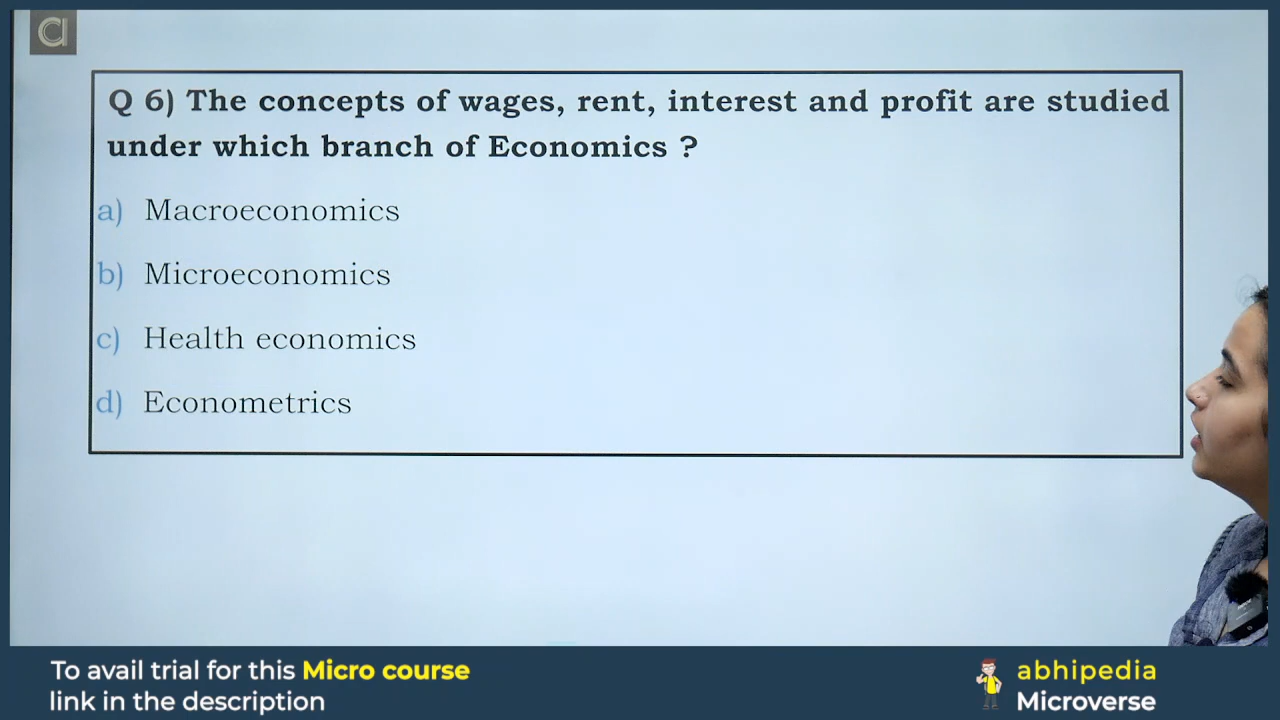 Q 6) The concepts of wages, rent, interest and profit are studied
under which branch of Economics ?
a) Macroeconomics
b) Microeconomics
c) Health economics
d) Econometrics
To avail trial for this Micro course
link in the description
abhipedia
Microverse